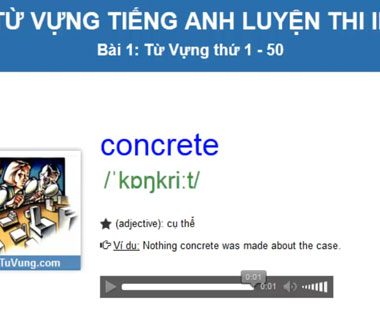 TỪ VỰNG TIẾNG ANH LUYỆN THI
Bài 1: Từ Vựng thứ 1 - 50
concrete
/ˈkɒŋkriːt/
(adjective): cụ thể
Ví dụ: Nothing concrete was made about the case.
TuVung.com
0:01
0:01